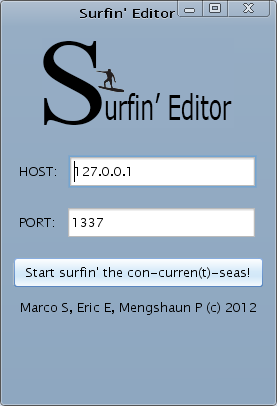 Surfin' Editor
Surfin' Editor
HOST: 127.0.0.1
PORT: 1337
Start surfin' the con-curren(t)-seas!
Marco S, Eric E, Mengshaun P (c) 2012